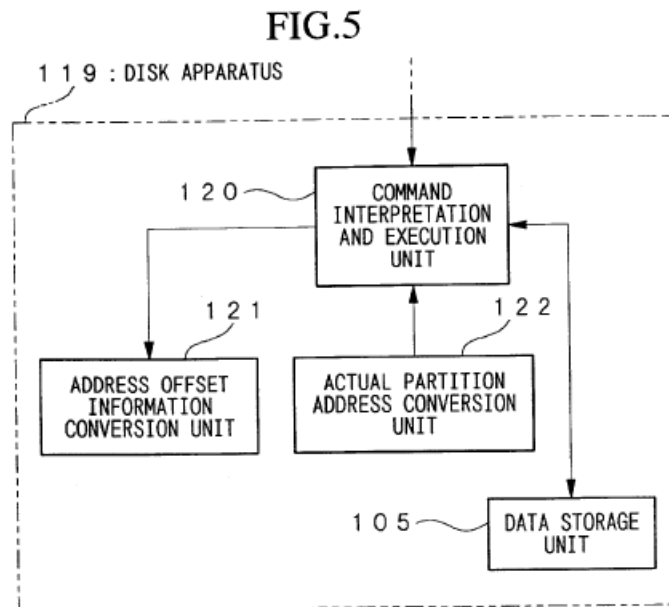 FIG.5
119:DISK APPARATUS
120
COMMAND
INTERPRETATION
AND EXECUTION
UNIT
121
122
ADDRESS OFFSET
INFORMATION
CONVERSION UNIT
ACTUAL PARTITION
ADDRESS CONVERSION
UNIT
105
DATA STORAGE
UNIT